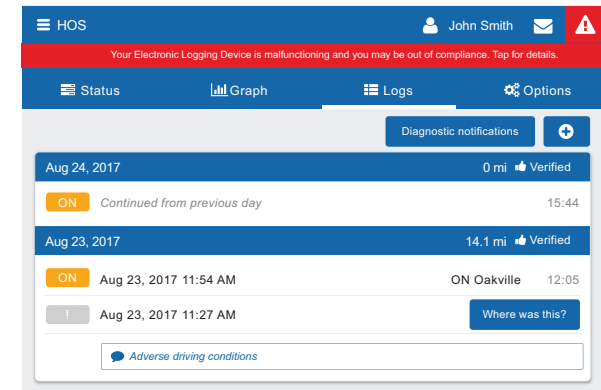 HOS John Smith
Your Electronic Logging Device is malfunctioning and you may be out of compliance. Tap for details.
Status Graph Logs Options
Diagnostic notifications
Aug 24, 2017 0 mi Verified
ON Continued from previous day 15:44
Aug 23, 2017 14.1 mi Verified
ON Aug 23, 2017 11:54 AM ON Oakville 12:05
! Aug 23, 2017 11:27 AM Where was this?
Adverse driving conditions